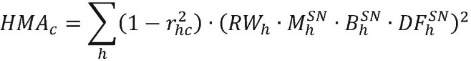 $HMA_c = \sum_h (1 - r_{hc}^2) \cdot (RW_h \cdot M_h^{SN} \cdot B_h^{SN} \cdot DF_h^{SN})^2$